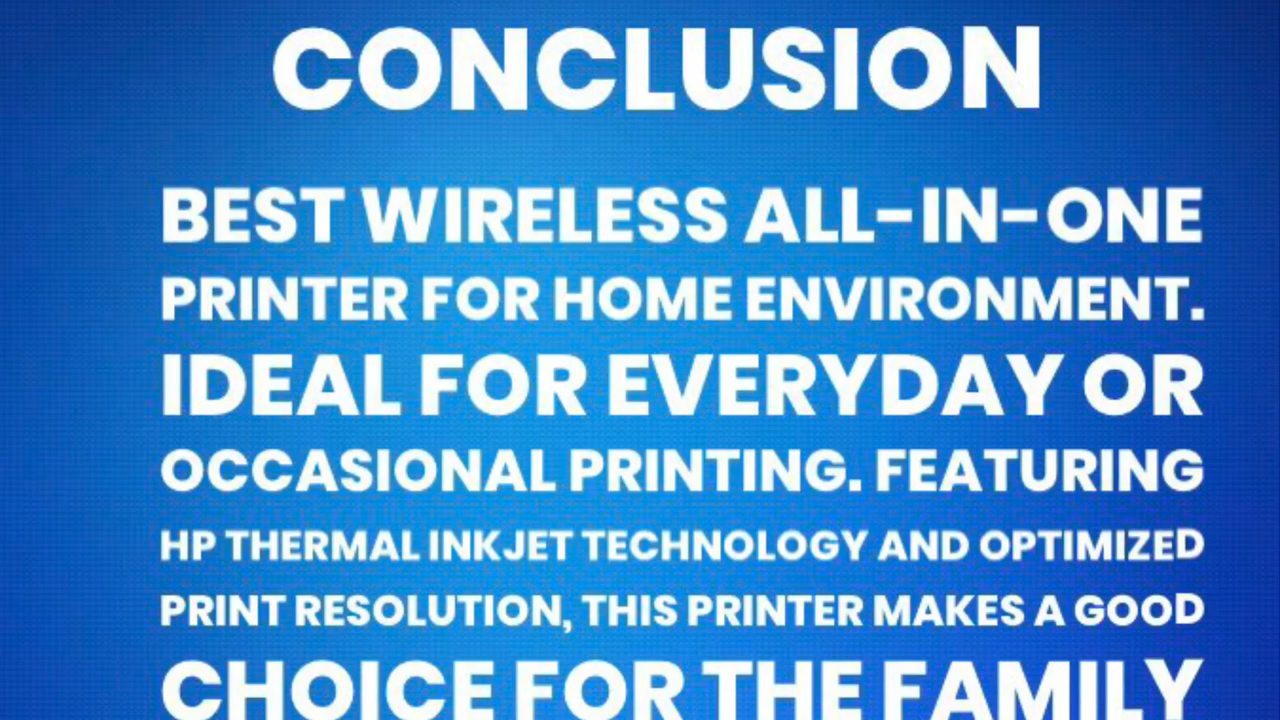 CONCLUSION
BEST WIRELESS ALL-IN-ONE
PRINTER FOR HOME ENVIRONMENT.
IDEAL FOR EVERYDAY OR
OCCASIONAL PRINTING. FEATURING
HP THERMAL INKJET TECHNOLOGY AND OPTIMIZED
PRINT RESOLUTION, THIS PRINTER MAKES A GOOD
CHOICE FOR THE FAMILY